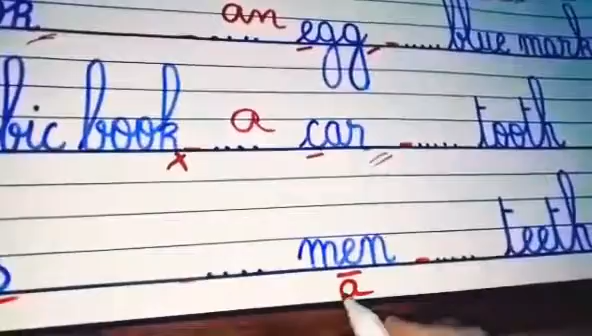 an egg ..... blue mark
bic book .... a car ..... tooth
.... men ..... teeth
a